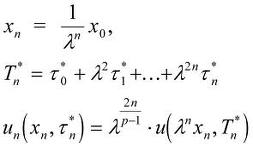 x_n = \frac{1}{\lambda^n} x_0,
T_n^* = \tau_0^* + \lambda^2 \tau_1^* + \ldots + \lambda^{2n} \tau_n^*
u_n(x_n, \tau_n^*) = \lambda^{\frac{2n}{p-1}} \cdot u(\lambda^n x_n, T_n^*)